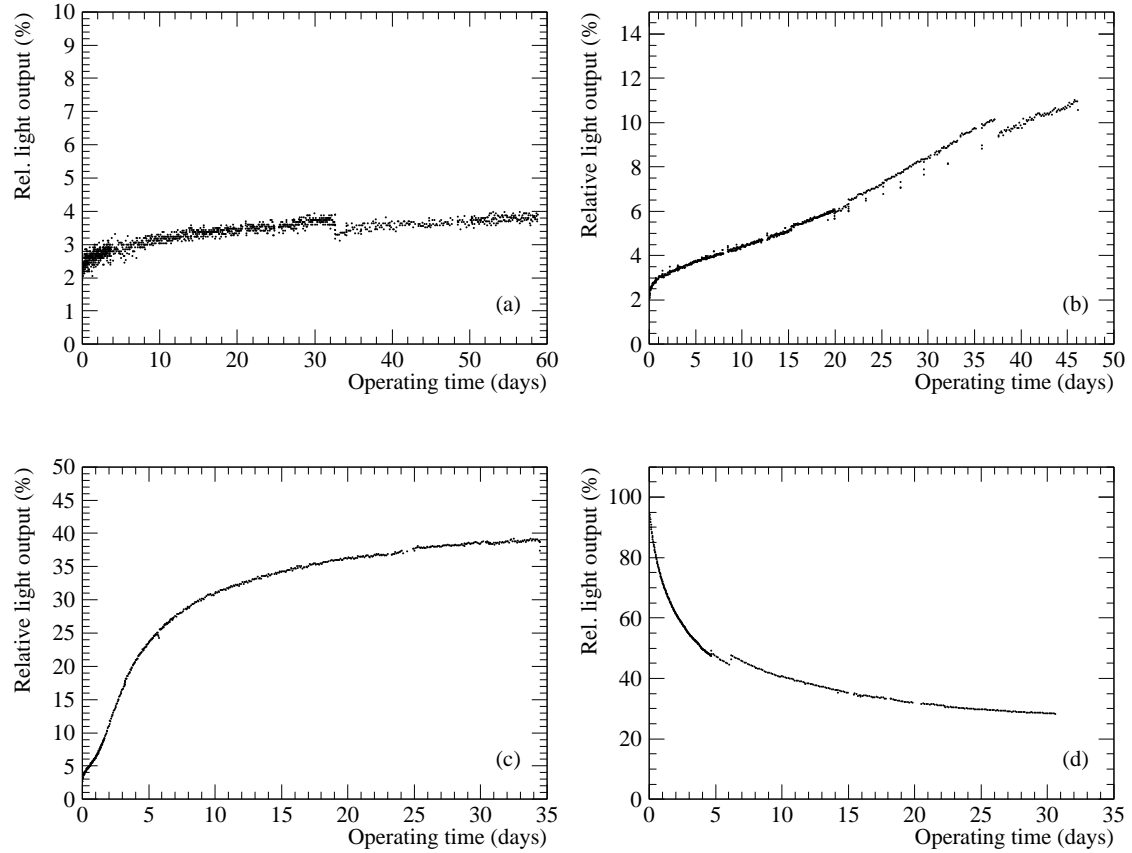 Rel. light output (%)
10
9
8
7
6
5
4
3
2
1
0
0 10 20 30 40 50 60
Operating time (days)
(a)
Relative light output (%)
14
12
10
8
6
4
2
0
0 5 10 15 20 25 30 35 40 45 50
Operating time (days)
(b)
Relative light output (%)
50
45
40
35
30
25
20
15
10
5
0
0 5 10 15 20 25 30 35
Operating time (days)
(c)
Rel. light output (%)
100
80
60
40
20
0
0 5 10 15 20 25 30 35
Operating time (days)
(d)